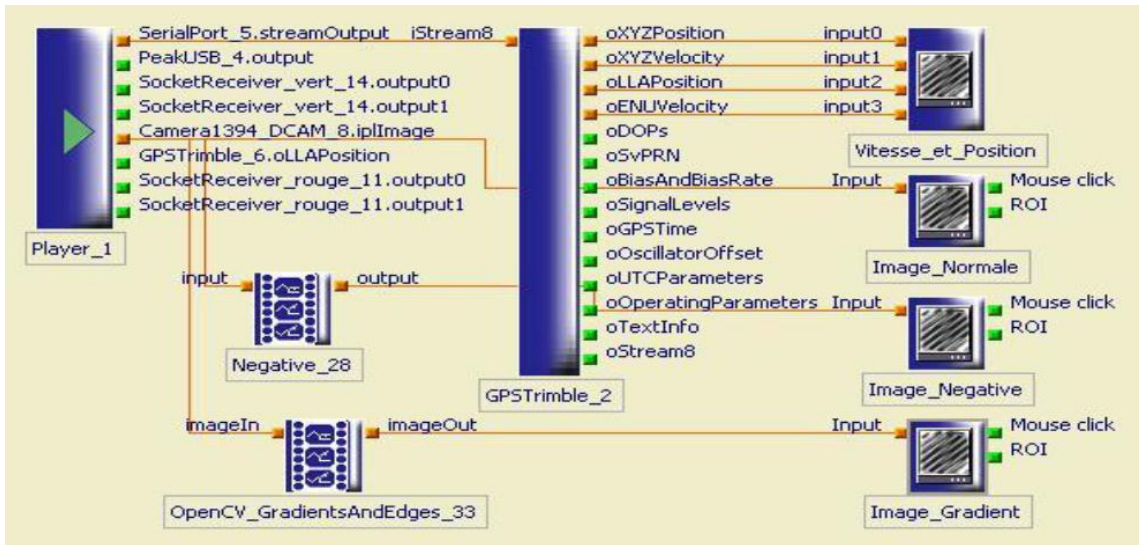 SerialPort_5.streamOutput iStream8
PeakUSB_4.output
SocketReceiver_vert_14.output0
SocketReceiver_vert_14.output1
Camera1394_DCAM_8.iplImage
GPSTrimble_6.oLLAPosition
SocketReceiver_rouge_11.output0
SocketReceiver_rouge_11.output1
Player_1
input output
Negative_28
imageIn imageOut
OpenCV_GradientsAndEdges_33
oXYZPosition
oXYZVelocity
oLLAPosition
oENUVelocity
oDOPs
oSvPRN
oBiasAndBiasRate
oSignalLevels
oGPSTime
oOscillatorOffset
oUTCParameters
oOperatingParameters
oTextInfo
oStream8
GPSTrimble_2
input0
input1
input2
input3
Vitesse_et_Position
Input Mouse click
ROI
Image_Normale
Input Mouse click
ROI
Image_Negative
Input Mouse click
ROI
Image_Gradient